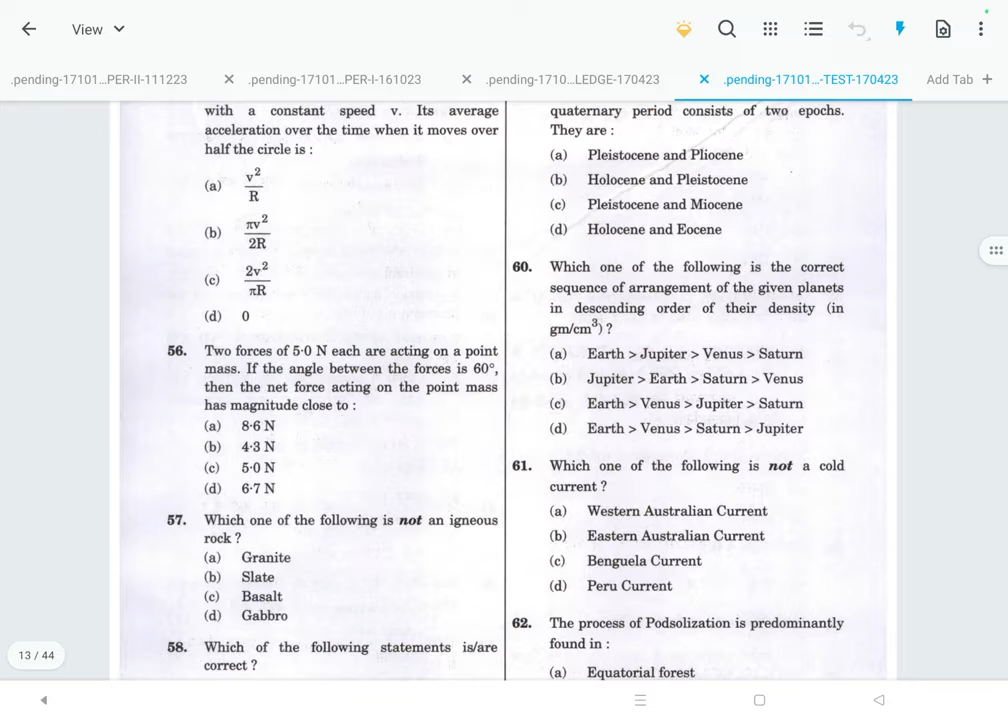 View
.pending-17101...PER-II-111223
.pending-17101...PER-I-161023
.pending-1710...LEDGE-170423
.pending-17101...-TEST-170423
Add Tab +
with a constant speed v. Its average
acceleration over the time when it moves over
half the circle is :
(a) v²/R
(b) πv²/2R
(c) 2v²/πR
(d) 0
56. Two forces of 5·0 N each are acting on a point
mass. If the angle between the forces is 60°,
then the net force acting on the point mass
has magnitude close to :
(a) 8·6 N
(b) 4·3 N
(c) 5·0 N
(d) 6·7 N
57. Which one of the following is not an igneous
rock ?
(a) Granite
(b) Slate
(c) Basalt
(d) Gabbro
58. Which of the following statements is/are
correct ?
quaternary period consists of two epochs.
They are :
(a) Pleistocene and Pliocene
(b) Holocene and Pleistocene
(c) Pleistocene and Miocene
(d) Holocene and Eocene
60. Which one of the following is the correct
sequence of arrangement of the given planets
in descending order of their density (in
gm/cm³) ?
(a) Earth > Jupiter > Venus > Saturn
(b) Jupiter > Earth > Saturn > Venus
(c) Earth > Venus > Jupiter > Saturn
(d) Earth > Venus > Saturn > Jupiter
61. Which one of the following is not a cold
current ?
(a) Western Australian Current
(b) Eastern Australian Current
(c) Benguela Current
(d) Peru Current
62. The process of Podsolization is predominantly
found in :
(a) Equatorial forest
13 / 44